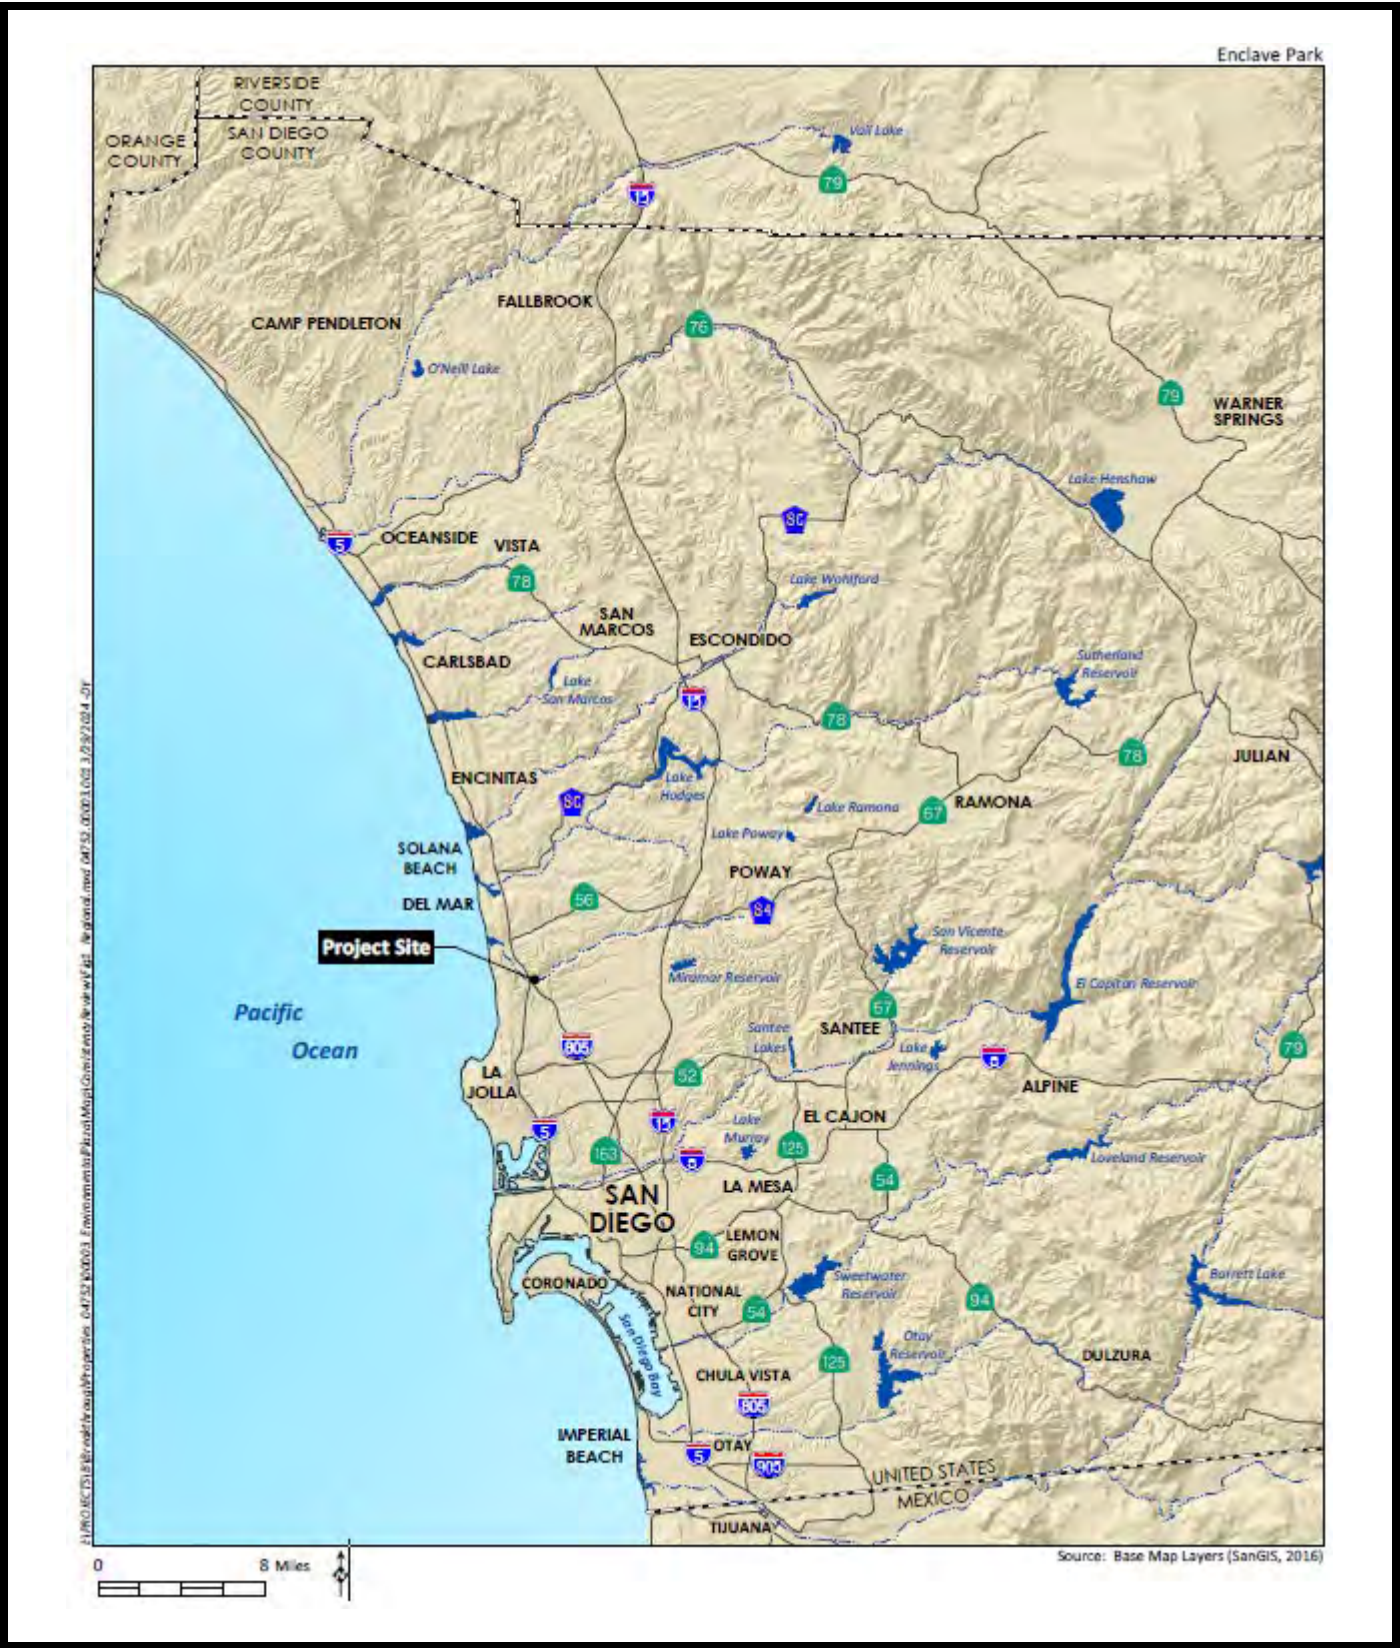 Enclave Park
RIVERSIDE
COUNTY
ORANGE
COUNTY
SAN DIEGO
COUNTY
Vail Lake
79
15
FALLBROOK
CAMP PENDLETON
76
O'Neill Lake
79
WARNER
SPRINGS
Lake Henshaw
S6
5
OCEANSIDE
VISTA
78
Lake Wohlford
SAN
MARCOS
ESCONDIDO
CARLSBAD
Lake
San Marcos
15
Sutherland
Reservoir
78
78
JULIAN
ENCINITAS
Lake
Hodges
S6
Lake Ramona
67
RAMONA
Lake Poway
SOLANA
BEACH
POWAY
DEL MAR
56
S4
Project Site
San Vicente
Reservoir
Miramar Reservoir
El Capitan Reservoir
Pacific
Ocean
67
SANTEE
Santee
Lakes
Lake
Jennings
8
79
805
LA
JOLLA
52
ALPINE
15
Lake
Murray
EL CAJON
125
5
163
8
Loveland Reservoir
54
LA MESA
SAN
DIEGO
94
LEMON
GROVE
CORONADO
NATIONAL
CITY
54
Sweetwater
Reservoir
Barrett Lake
94
San Diego Bay
Otay
Reservoir
125
DULZURA
CHULA VISTA
805
IMPERIAL
BEACH
5
OTAY
905
UNITED STATES
MEXICO
TIJUANA
0
8 Miles
Source: Base Map Layers (SanGIS, 2016)